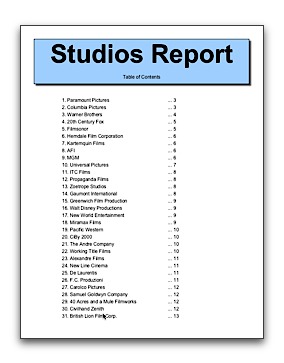 Studios Report
Table of Contents
1. Paramount Pictures ... 3
2. Columbia Pictures ... 3
3. Warner Brothers ... 4
4. 20th Century Fox ... 5
5. Filmsonor ... 5
6. Hemdale Film Corporation ... 6
7. Kartemquin Films ... 6
8. AFI ... 6
9. MGM ... 6
10. Universal Pictures ... 7
11. ITC Films ... 8
12. Propaganda Films ... 8
13. Zoetrope Studios ... 8
14. Gaumont International ... 8
15. Greenwich Film Production ... 9
16. Walt Disney Productions ... 9
17. New World Entertainment ... 9
18. Miramax Films ... 9
19. Pacific Western ... 10
20. CiBy 2000 ... 10
21. The Andre Company ... 10
22. Working Title Films ... 10
23. Alexandre Films ... 11
24. New Line Cinema ... 11
25. De Laurentis ... 11
26. F.C. Produzioni ... 11
27. Carolco Pictures ... 12
28. Samuel Goldwyn Company ... 12
29. 40 Acres and a Mule Filmworks ... 12
30. Civilhand Zenith ... 12
31. British Lion Film Corp. ... 13